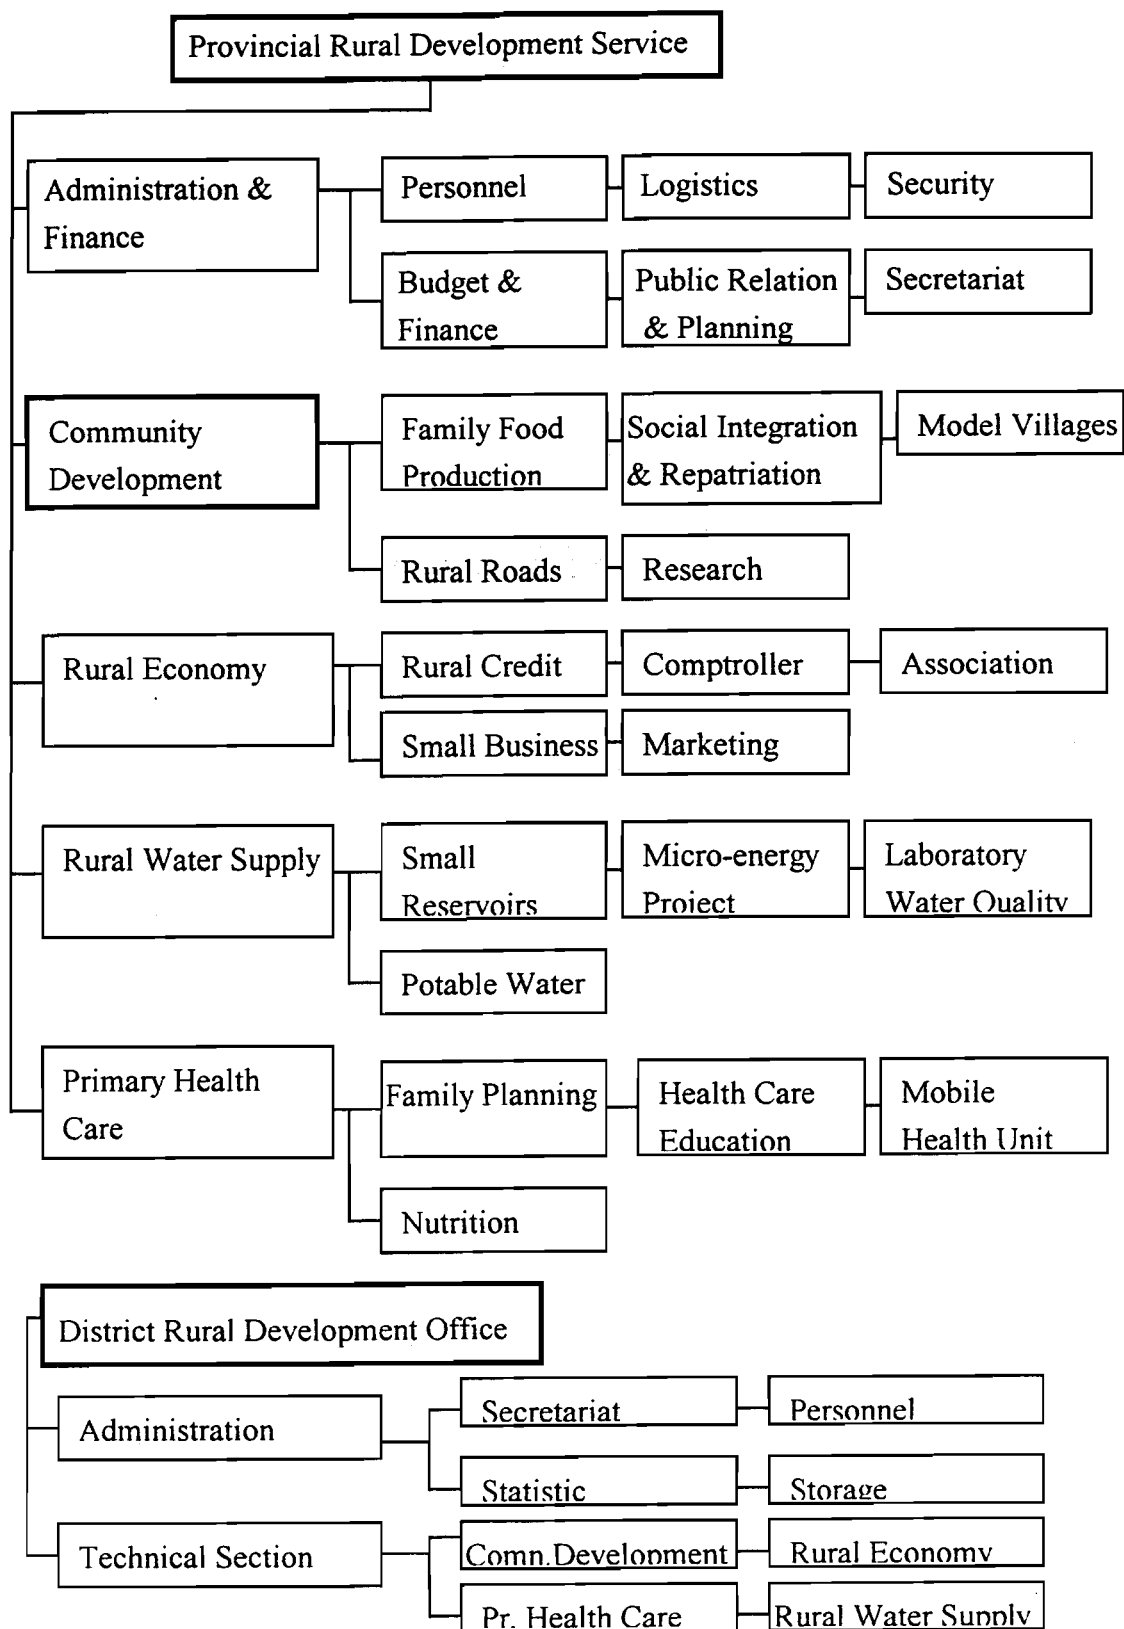 Provincial Rural Development Service
Administration &
Finance
Personnel
Logistics
Security
Budget &
Finance
Public Relation
& Planning
Secretariat
Community
Development
Family Food
Production
Social Integration
& Repatriation
Model Villages
Rural Roads
Research
Rural Economy
Rural Credit
Comptroller
Association
Small Business
Marketing
Rural Water Supply
Small
Reservoirs
Micro-energy
Project
Laboratory
Water Quality
Potable Water
Primary Health
Care
Family Planning
Health Care
Education
Mobile
Health Unit
Nutrition
District Rural Development Office
Administration
Secretariat
Personnel
Statistic
Storage
Technical Section
Comn.Development
Rural Economy
Pr. Health Care
Rural Water Supply